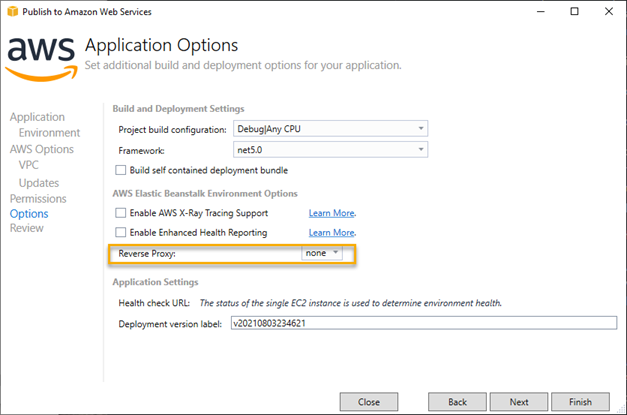 Publish to Amazon Web Services
aws
Application Options
Set additional build and deployment options for your application.
Application
Environment
AWS Options
VPC
Updates
Permissions
Options
Review
Build and Deployment Settings
Project build configuration: Debug|Any CPU
Framework: net5.0
Build self contained deployment bundle
AWS Elastic Beanstalk Environment Options
Enable AWS X-Ray Tracing Support Learn More.
Enable Enhanced Health Reporting Learn More.
Reverse Proxy: none
Application Settings
Health check URL: The status of the single EC2 instance is used to determine environment health.
Deployment version label: v20210803234621
Close Back Next Finish